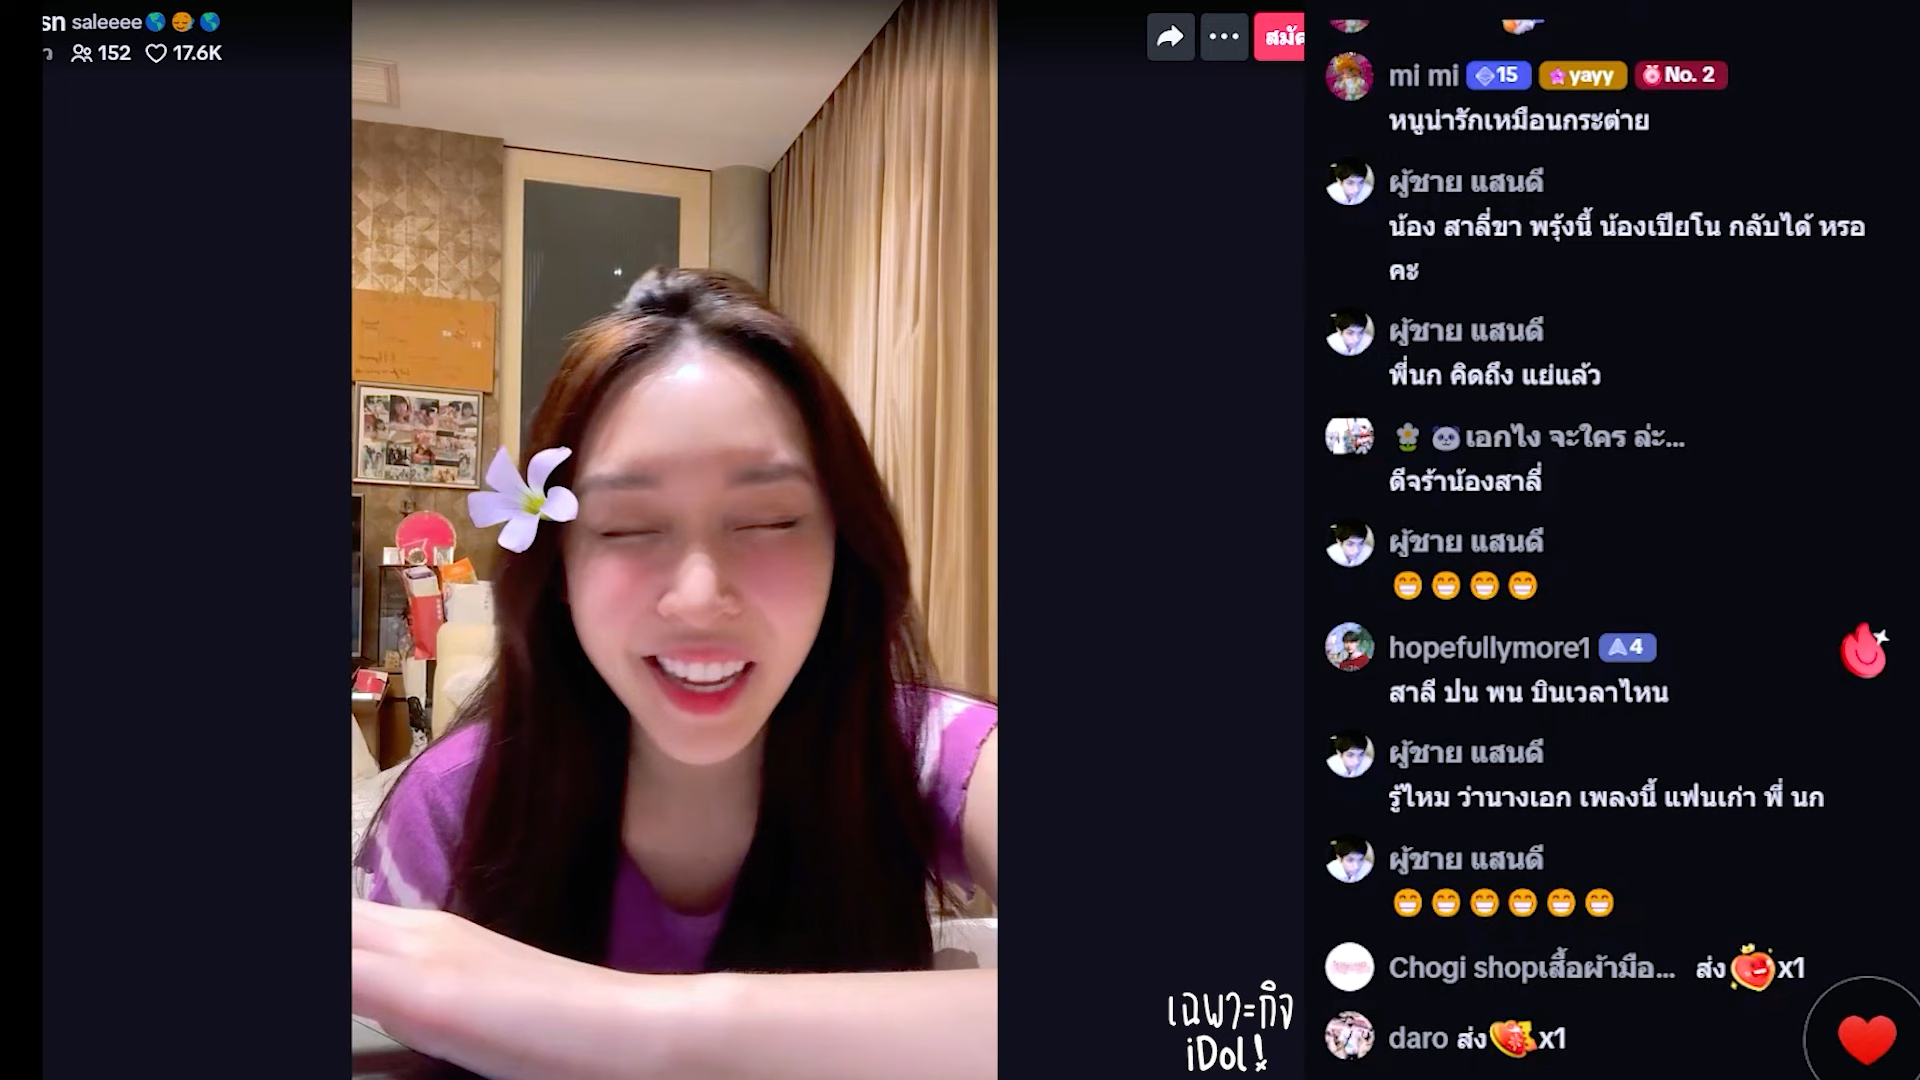 sn saleeee
152 17.6K
สมัค
mi mi 15 yayy No. 2
หนูน่ารักเหมือนกระต่าย
ผู้ชาย แสนดี
น้อง สาลี่ขา พรุ้งนี้ น้องเปียโน กลับได้ หรอ
คะ
ผู้ชาย แสนดี
พี่นก คิดถึง แย่แล้ว
เอกไง จะใคร ล่ะ...
ดีจร้าน้องสาลี่
ผู้ชาย แสนดี
😁😁😁😁
hopefullymore1 4
สาลี ปน พน บินเวลาไหน
ผู้ชาย แสนดี
รู้ไหม ว่านางเอก เพลงนี้ แฟนเก่า พี่ นก
ผู้ชาย แสนดี
😁😁😁😁😁😁
Chogi shopเสื้อผ้ามือ... ส่ง x1
daro ส่ง x1
เฉพาะกิจ
iDol!